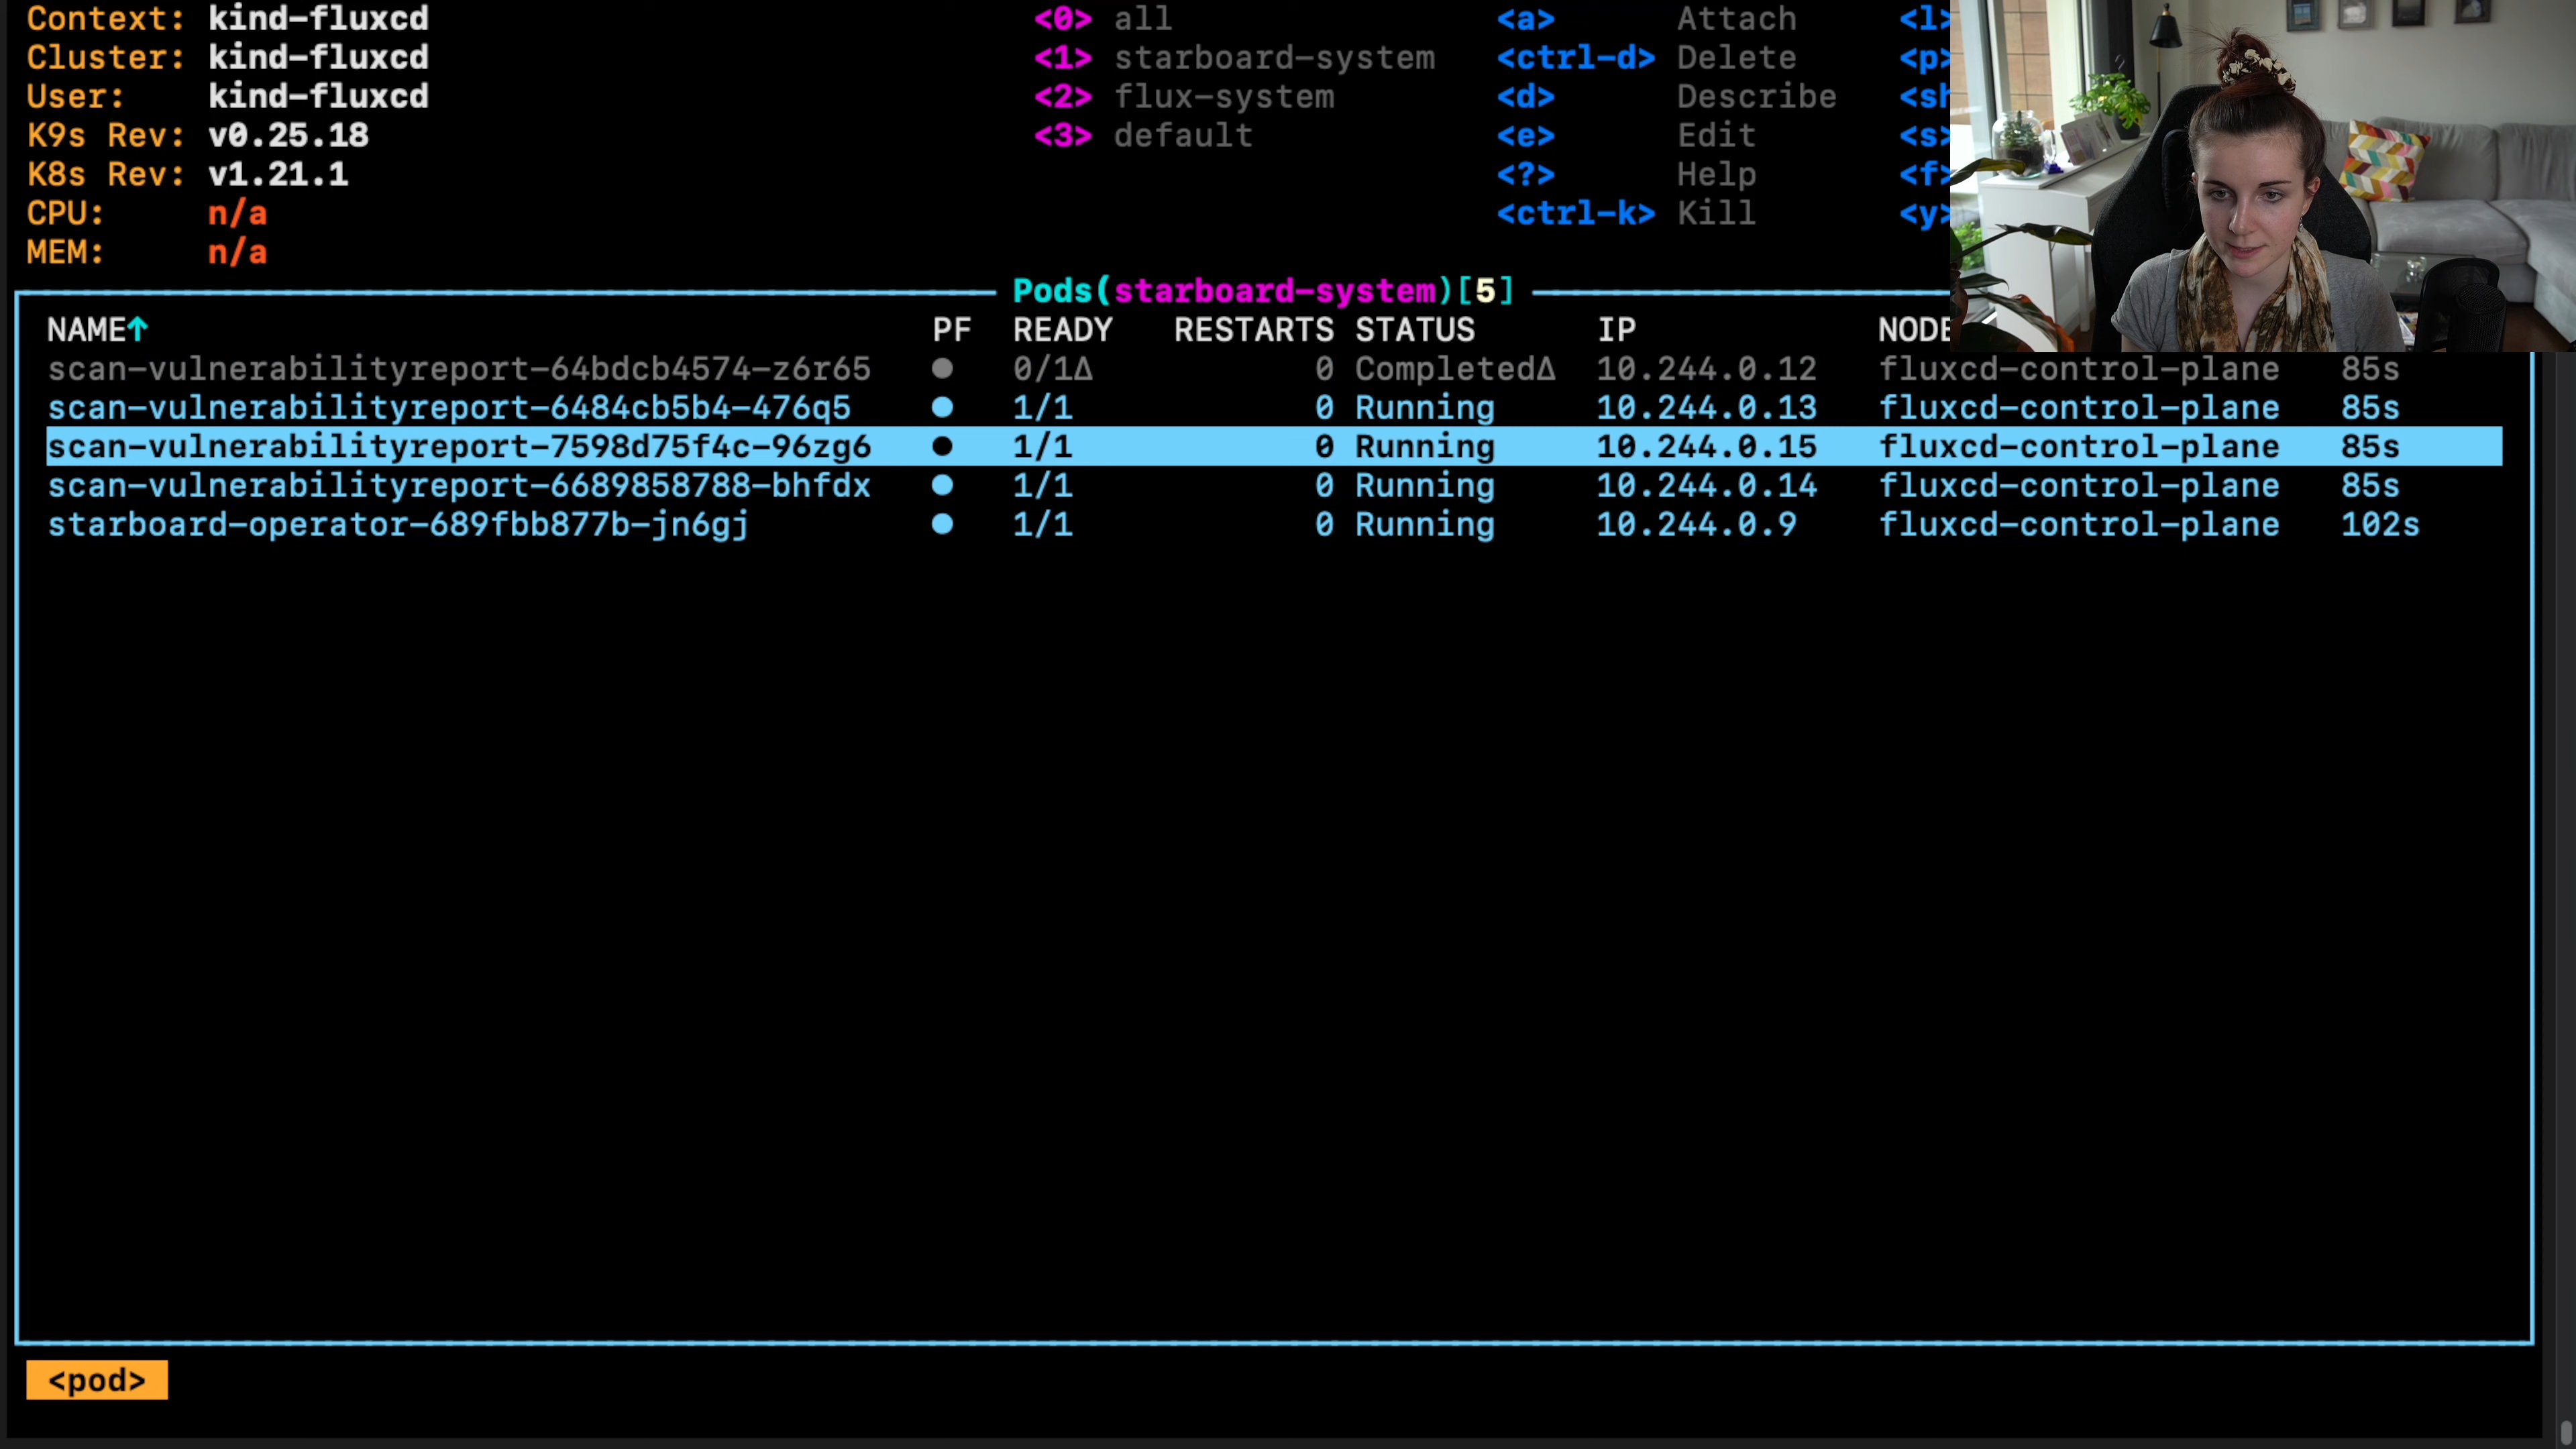 Context: kind-fluxcd <0> all <a> Attach <l>
Cluster: kind-fluxcd <1> starboard-system <ctrl-d> Delete <p>
User: kind-fluxcd <2> flux-system <d> Describe
K9s Rev: v0.25.18 <3> default <e> Edit <s>
K8s Rev: v1.21.1 <?> Help <f>
CPU: n/a <ctrl-k> Kill <y>
MEM: n/a
Pods(starboard-system)[5]
NAME↑ PF READY RESTARTS STATUS IP NODE
scan-vulnerabilityreport-64bdcb4574-z6r65 ● 0/1Δ 0 CompletedΔ 10.244.0.12 fluxcd-control-plane 85s
scan-vulnerabilityreport-6484cb5b4-476q5 ● 1/1 0 Running 10.244.0.13 fluxcd-control-plane 85s
scan-vulnerabilityreport-7598d75f4c-96zg6 ● 1/1 0 Running 10.244.0.15 fluxcd-control-plane 85s
scan-vulnerabilityreport-6689858788-bhfdx ● 1/1 0 Running 10.244.0.14 fluxcd-control-plane 85s
starboard-operator-689fbb877b-jn6gj ● 1/1 0 Running 10.244.0.9 fluxcd-control-plane 102s
<pod>